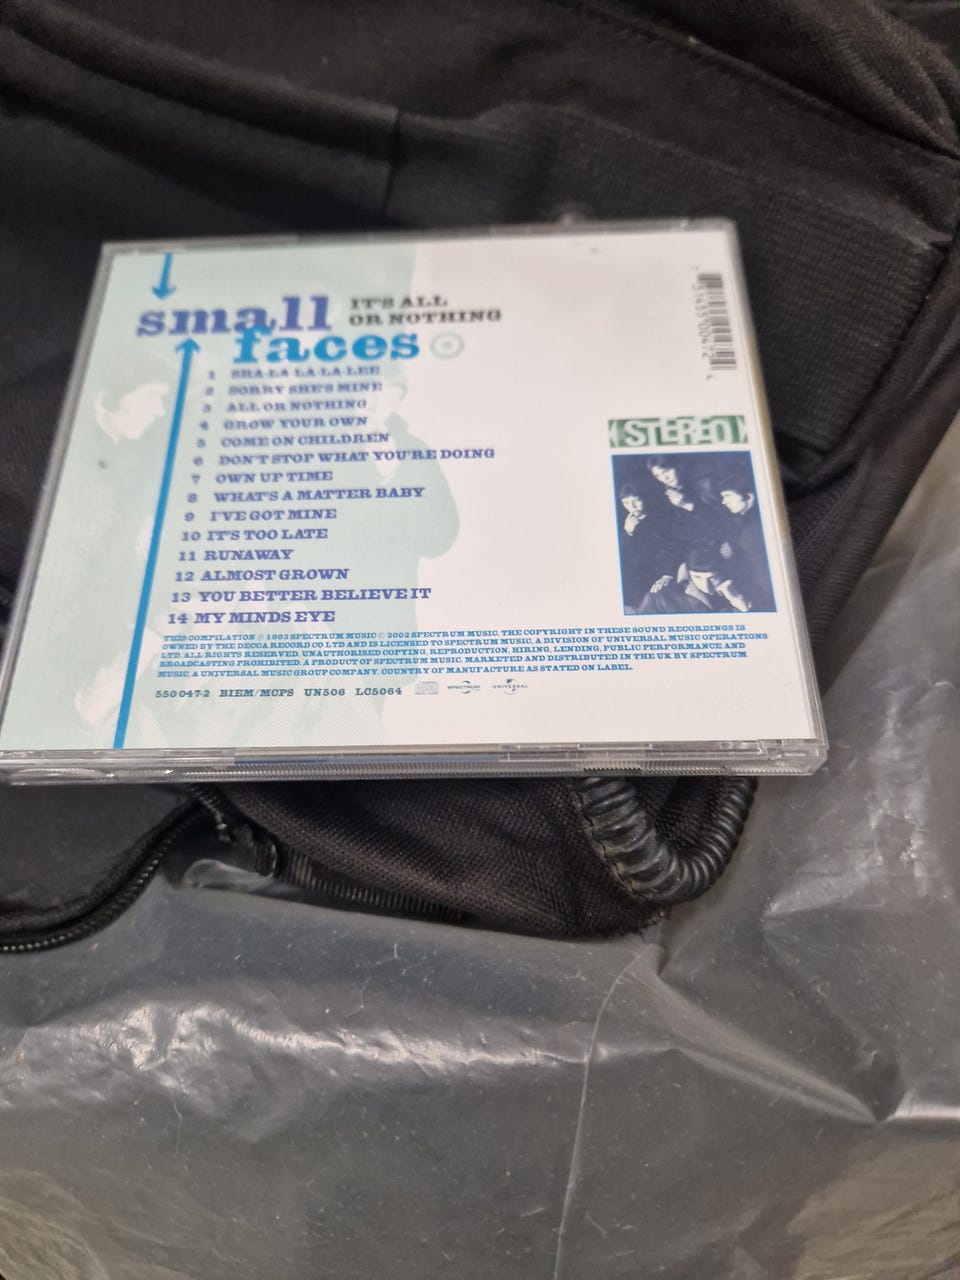 small
faces
IT'S ALL
OR NOTHING
1 SHA-LA LA-LA-LEE
2 SORRY SHE'S MINE
3 ALL OR NOTHING
4 GROW YOUR OWN
5 COME ON CHILDREN
6 DON'T STOP WHAT YOU'RE DOING
7 OWN UP TIME
8 WHAT'S A MATTER BABY
9 I'VE GOT MINE
10 IT'S TOO LATE
11 RUNAWAY
12 ALMOST GROWN
13 YOU BETTER BELIEVE IT
14 MY MINDS EYE
STEREO
THIS COMPILATION ℗ 1993 SPECTRUM MUSIC © 2002 SPECTRUM MUSIC. THE COPYRIGHT IN THESE SOUND RECORDINGS IS
OWNED BY THE DECCA RECORD CO LTD AND IS LICENSED TO SPECTRUM MUSIC, A DIVISION OF UNIVERSAL MUSIC OPERATIONS
LTD. ALL RIGHTS RESERVED. UNAUTHORISED COPYING, REPRODUCTION, HIRING, LENDING, PUBLIC PERFORMANCE AND
BROADCASTING PROHIBITED. A PRODUCT OF SPECTRUM MUSIC. MARKETED AND DISTRIBUTED IN THE UK BY SPECTRUM
MUSIC, A UNIVERSAL MUSIC GROUP COMPANY. COUNTRY OF MANUFACTURE AS STATED ON LABEL.
550 047-2 BIEM/MCPS UN506 LC5064 SPECTRUM UNIVERSAL